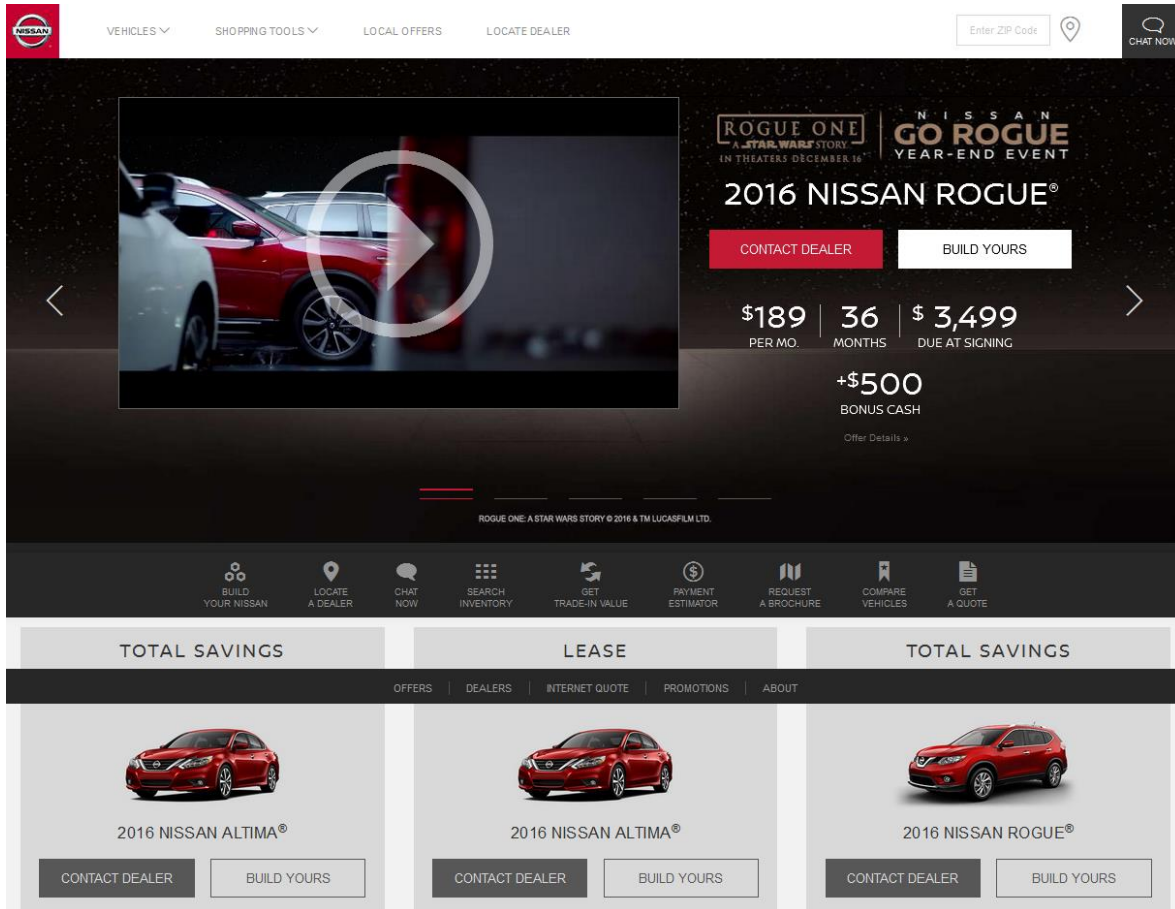 NISSAN
VEHICLES
SHOPPING TOOLS
LOCAL OFFERS
LOCATE DEALER
Enter ZIP Code
CHAT NOW
ROGUE ONE
A STAR WARS STORY
IN THEATERS DECEMBER 16
NISSAN
GO ROGUE
YEAR-END EVENT
2016 NISSAN ROGUE®
CONTACT DEALER
BUILD YOURS
$189
PER MO.
36
MONTHS
$ 3,499
DUE AT SIGNING
+$500
BONUS CASH
Offer Details »
ROGUE ONE: A STAR WARS STORY © 2016 & TM LUCASFILM LTD.
BUILD
YOUR NISSAN
LOCATE
A DEALER
CHAT
NOW
SEARCH
INVENTORY
GET
TRADE-IN VALUE
PAYMENT
ESTIMATOR
REQUEST
A BROCHURE
COMPARE
VEHICLES
GET
A QUOTE
TOTAL SAVINGS
LEASE
TOTAL SAVINGS
OFFERS
DEALERS
INTERNET QUOTE
PROMOTIONS
ABOUT
2016 NISSAN ALTIMA®
2016 NISSAN ALTIMA®
2016 NISSAN ROGUE®
CONTACT DEALER
BUILD YOURS
CONTACT DEALER
BUILD YOURS
CONTACT DEALER
BUILD YOURS